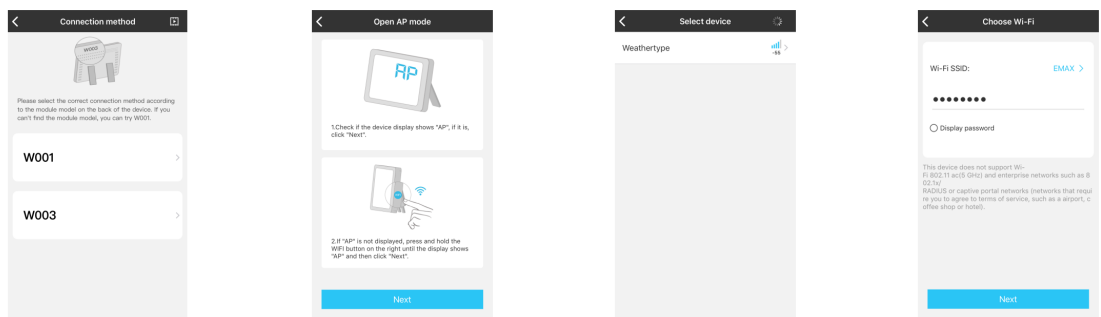 Connection method
W003
Please select the correct connection method according
to the module model on the back of the device. If you
can't find the module model, you can try W001.
W001
W003
Open AP mode
AP
1.Check if the device display shows "AP", if it is,
click "Next".
2.If "AP" is not displayed, press and hold the
WIFI button on the right until the display shows
"AP" and then click "Next".
Next
Select device
Weathertype
-55
Choose Wi-Fi
Wi-Fi SSID:
EMAX
Display password
This device does not support Wi-
Fi 802.11 ac(5 GHz) and enterprise networks such as 8
02.1x/
RADIUS or captive portal networks (networks that requi
re you to agree to terms of service, such as a airport, c
offee shop or hotel).
Next